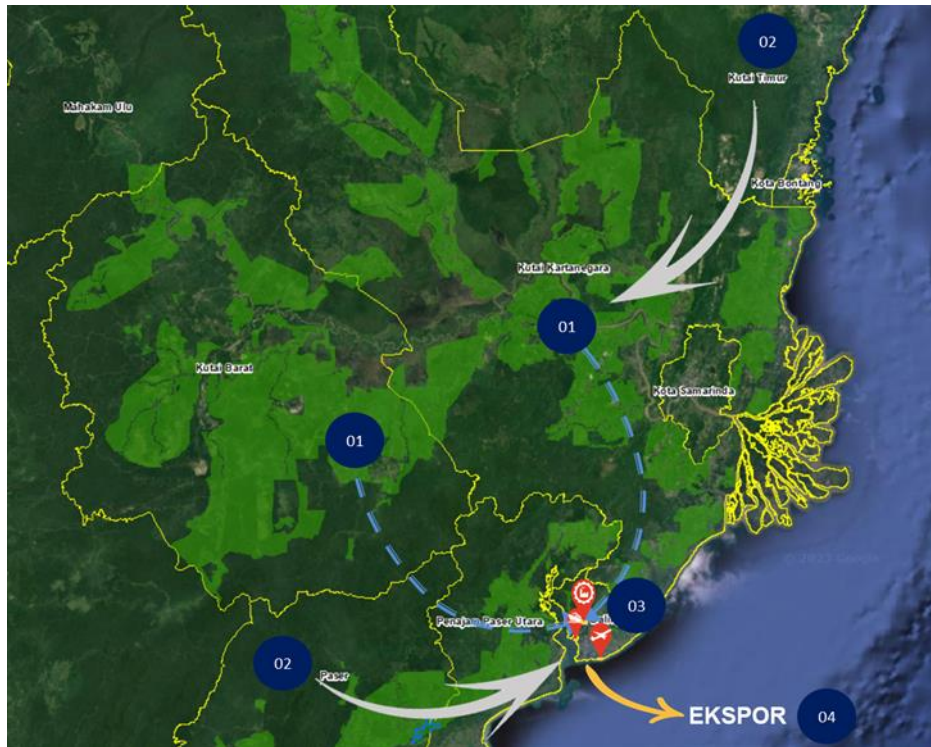 02
Kutai Timur
Mahakam Ulu
Kota Bontang
Kutai Kartanegara
01
Kutai Barat
Kota Samarinda
01
03
Penajam Paser Utara
02
Paser
EKSPOR
04